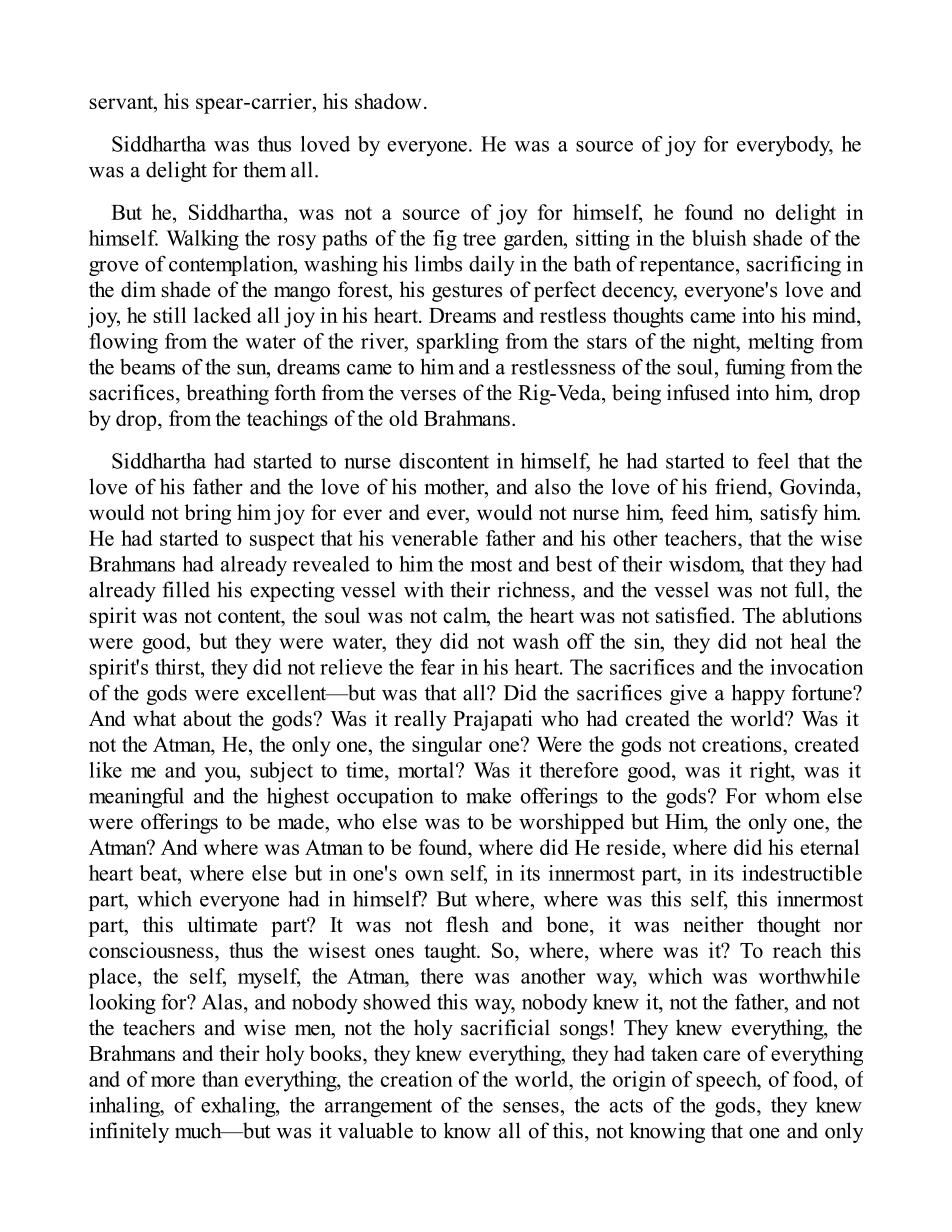 servant, his spear-carrier, his shadow.
Siddhartha was thus loved by everyone. He was a source of joy for everybody, he
was a delight for them all.
But he, Siddhartha, was not a source of joy for himself, he found no delight in
himself. Walking the rosy paths of the fig tree garden, sitting in the bluish shade of the
grove of contemplation, washing his limbs daily in the bath of repentance, sacrificing in
the dim shade of the mango forest, his gestures of perfect decency, everyone's love and
joy, he still lacked all joy in his heart. Dreams and restless thoughts came into his mind,
flowing from the water of the river, sparkling from the stars of the night, melting from
the beams of the sun, dreams came to him and a restlessness of the soul, fuming from the
sacrifices, breathing forth from the verses of the Rig-Veda, being infused into him, drop
by drop, from the teachings of the old Brahmans.
Siddhartha had started to nurse discontent in himself, he had started to feel that the
love of his father and the love of his mother, and also the love of his friend, Govinda,
would not bring him joy for ever and ever, would not nurse him, feed him, satisfy him.
He had started to suspect that his venerable father and his other teachers, that the wise
Brahmans had already revealed to him the most and best of their wisdom, that they had
already filled his expecting vessel with their richness, and the vessel was not full, the
spirit was not content, the soul was not calm, the heart was not satisfied. The ablutions
were good, but they were water, they did not wash off the sin, they did not heal the
spirit's thirst, they did not relieve the fear in his heart. The sacrifices and the invocation
of the gods were excellent—but was that all? Did the sacrifices give a happy fortune?
And what about the gods? Was it really Prajapati who had created the world? Was it
not the Atman, He, the only one, the singular one? Were the gods not creations, created
like me and you, subject to time, mortal? Was it therefore good, was it right, was it
meaningful and the highest occupation to make offerings to the gods? For whom else
were offerings to be made, who else was to be worshipped but Him, the only one, the
Atman? And where was Atman to be found, where did He reside, where did his eternal
heart beat, where else but in one's own self, in its innermost part, in its indestructible
part, which everyone had in himself? But where, where was this self, this innermost
part, this ultimate part? It was not flesh and bone, it was neither thought nor
consciousness, thus the wisest ones taught. So, where, where was it? To reach this
place, the self, myself, the Atman, there was another way, which was worthwhile
looking for? Alas, and nobody showed this way, nobody knew it, not the father, and not
the teachers and wise men, not the holy sacrificial songs! They knew everything, the
Brahmans and their holy books, they knew everything, they had taken care of everything
and of more than everything, the creation of the world, the origin of speech, of food, of
inhaling, of exhaling, the arrangement of the senses, the acts of the gods, they knew
infinitely much—but was it valuable to know all of this, not knowing that one and only